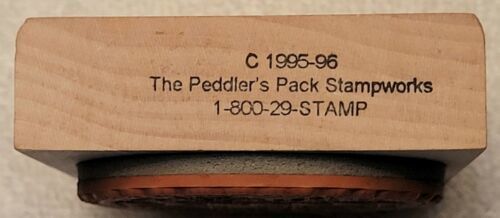 C 1995-96
The Peddler's Pack Stampworks
1-800-29-STAMP